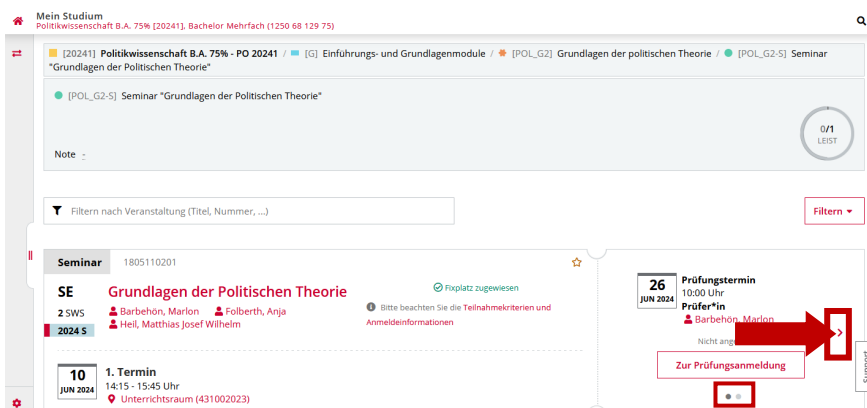 Mein Studium
Politikwissenschaft B.A. 75% [20241], Bachelor Mehrfach (1250 68 129 75)
[20241] Politikwissenschaft B.A. 75% - PO 20241 / [G] Einführungs- und Grundlagenmodule / [POL_G2] Grundlagen der politischen Theorie / [POL_G2-S] Seminar
"Grundlagen der Politischen Theorie"
[POL_G2-S] Seminar "Grundlagen der Politischen Theorie"
0/1
LEIST
Note -
Filtern nach Veranstaltung (Titel, Nummer, ...)
Filtern
Seminar 1805110201
SE
2 SWS
2024 S
Grundlagen der Politischen Theorie
Barbehön, Marlon Folberth, Anja
Heil, Matthias Josef Wilhelm
Fixplatz zugewiesen
Bitte beachten Sie die Teilnahmekriterien und
Anmeldeinformationen
10
JUN 2024
1. Termin
14:15 - 15:45 Uhr
Unterrichtsraum (431002023)
26
JUN 2024
Prüfungstermin
10:00 Uhr
Prüfer*in
Barbehön, Marlon
Nicht
Zur Prüfungsanmeldung